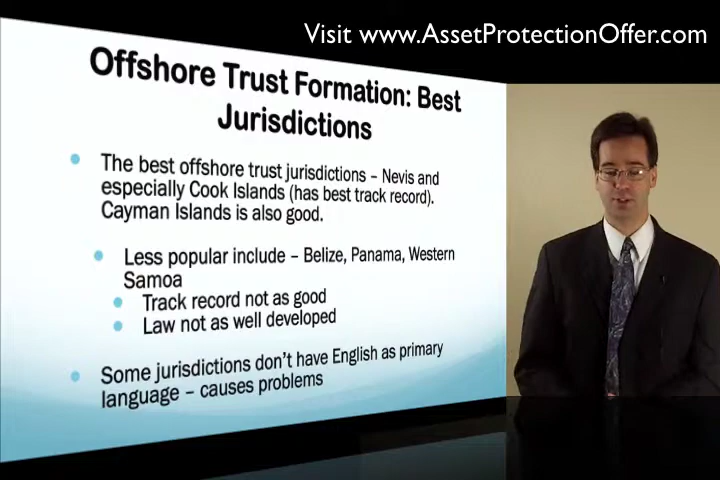 Visit www.AssetProtectionOffer.com
Offshore Trust Formation: Best
Jurisdictions
The best offshore trust jurisdictions – Nevis and
especially Cook Islands (has best track record).
Cayman Islands is also good.
Less popular include – Belize, Panama, Western
Samoa
Track record not as good
Law not as well developed
Some jurisdictions don't have English as primary
language – causes problems